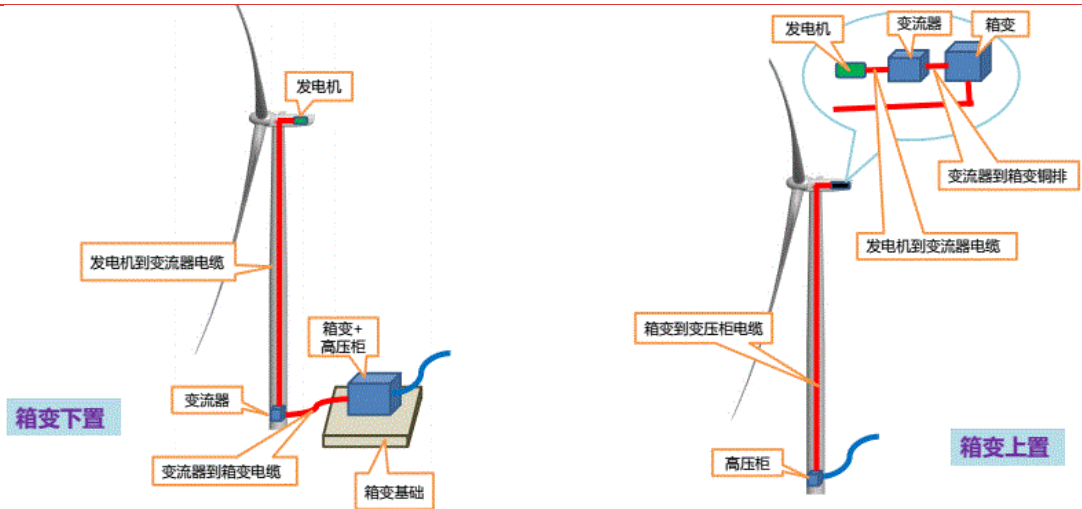 发电机
发电机到变流器电缆
箱变+
高压柜
变流器
箱变下置
变流器到箱变电缆
箱变基础
发电机
变流器
箱变
变流器到箱变铜排
发电机到变流器电缆
箱变到变压柜电缆
高压柜
箱变上置